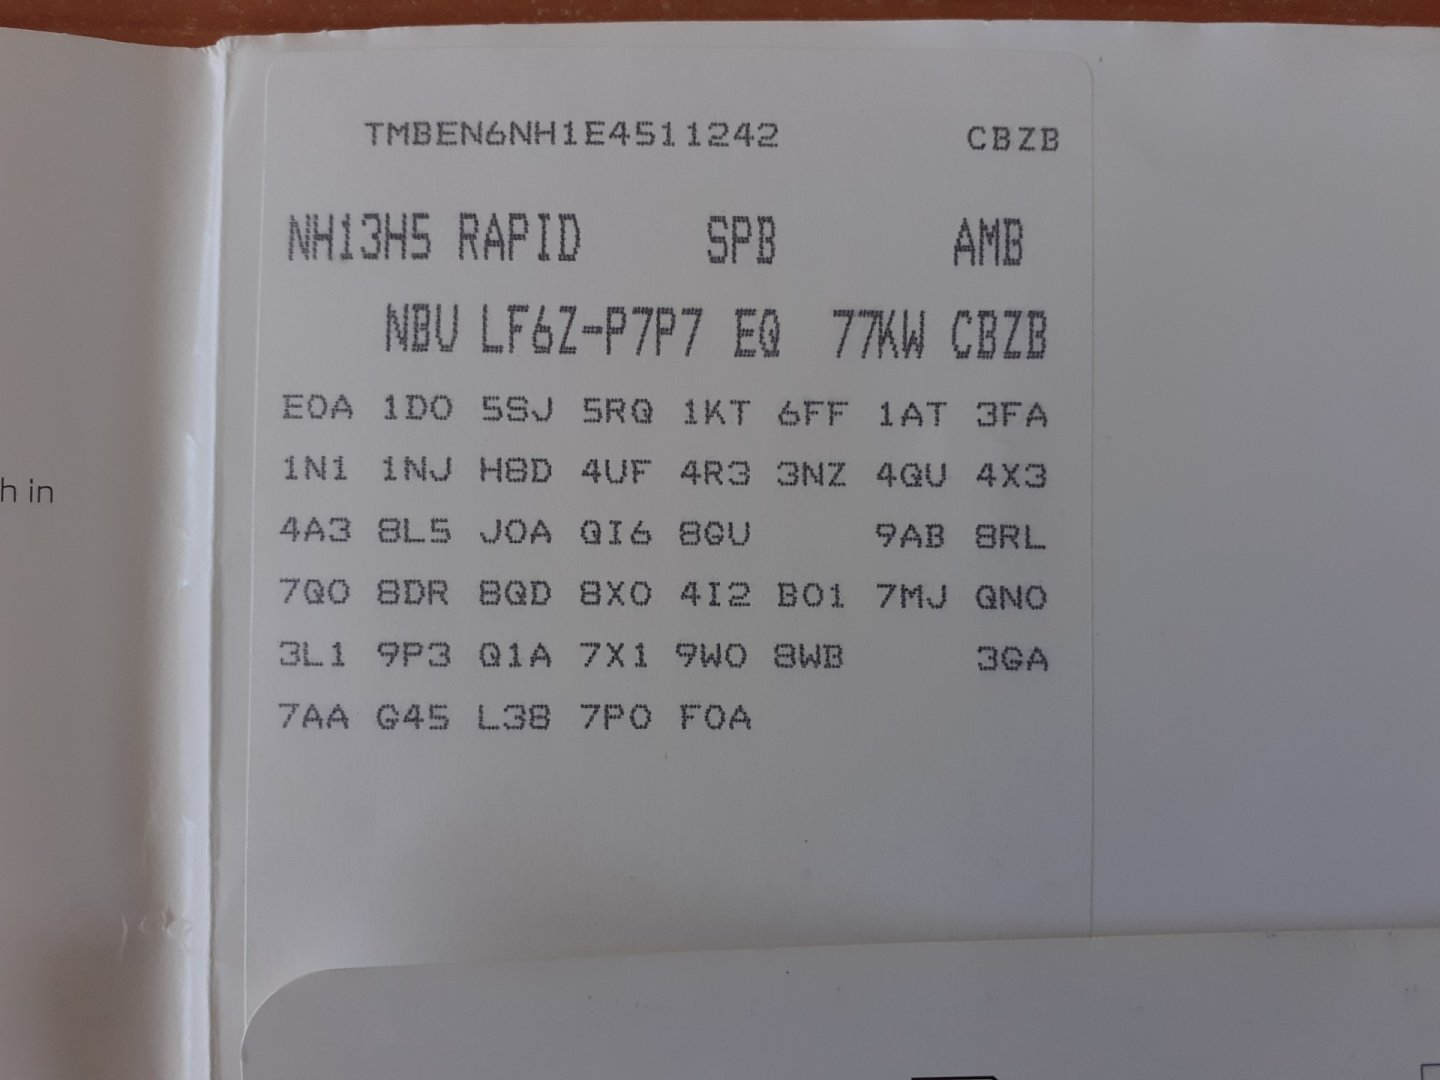 TMBEN6NH1E4511242 CBZB
NH13H5 RAPID SPB AMB
NBU LF6Z-P7P7 EQ 77KW CBZB
E0A 1D0 5SJ 5RQ 1KT 6FF 1AT 3FA
1N1 1NJ H8D 4UF 4R3 3NZ 4GU 4X3
h in
4A3 8L5 J0A QI6 8GU 9AB 8RL
7Q0 8DR 8QD 8X0 4I2 B01 7MJ QN0
3L1 9P3 Q1A 7X1 9W0 8WB 3GA
7AA G45 L38 7P0 F0A